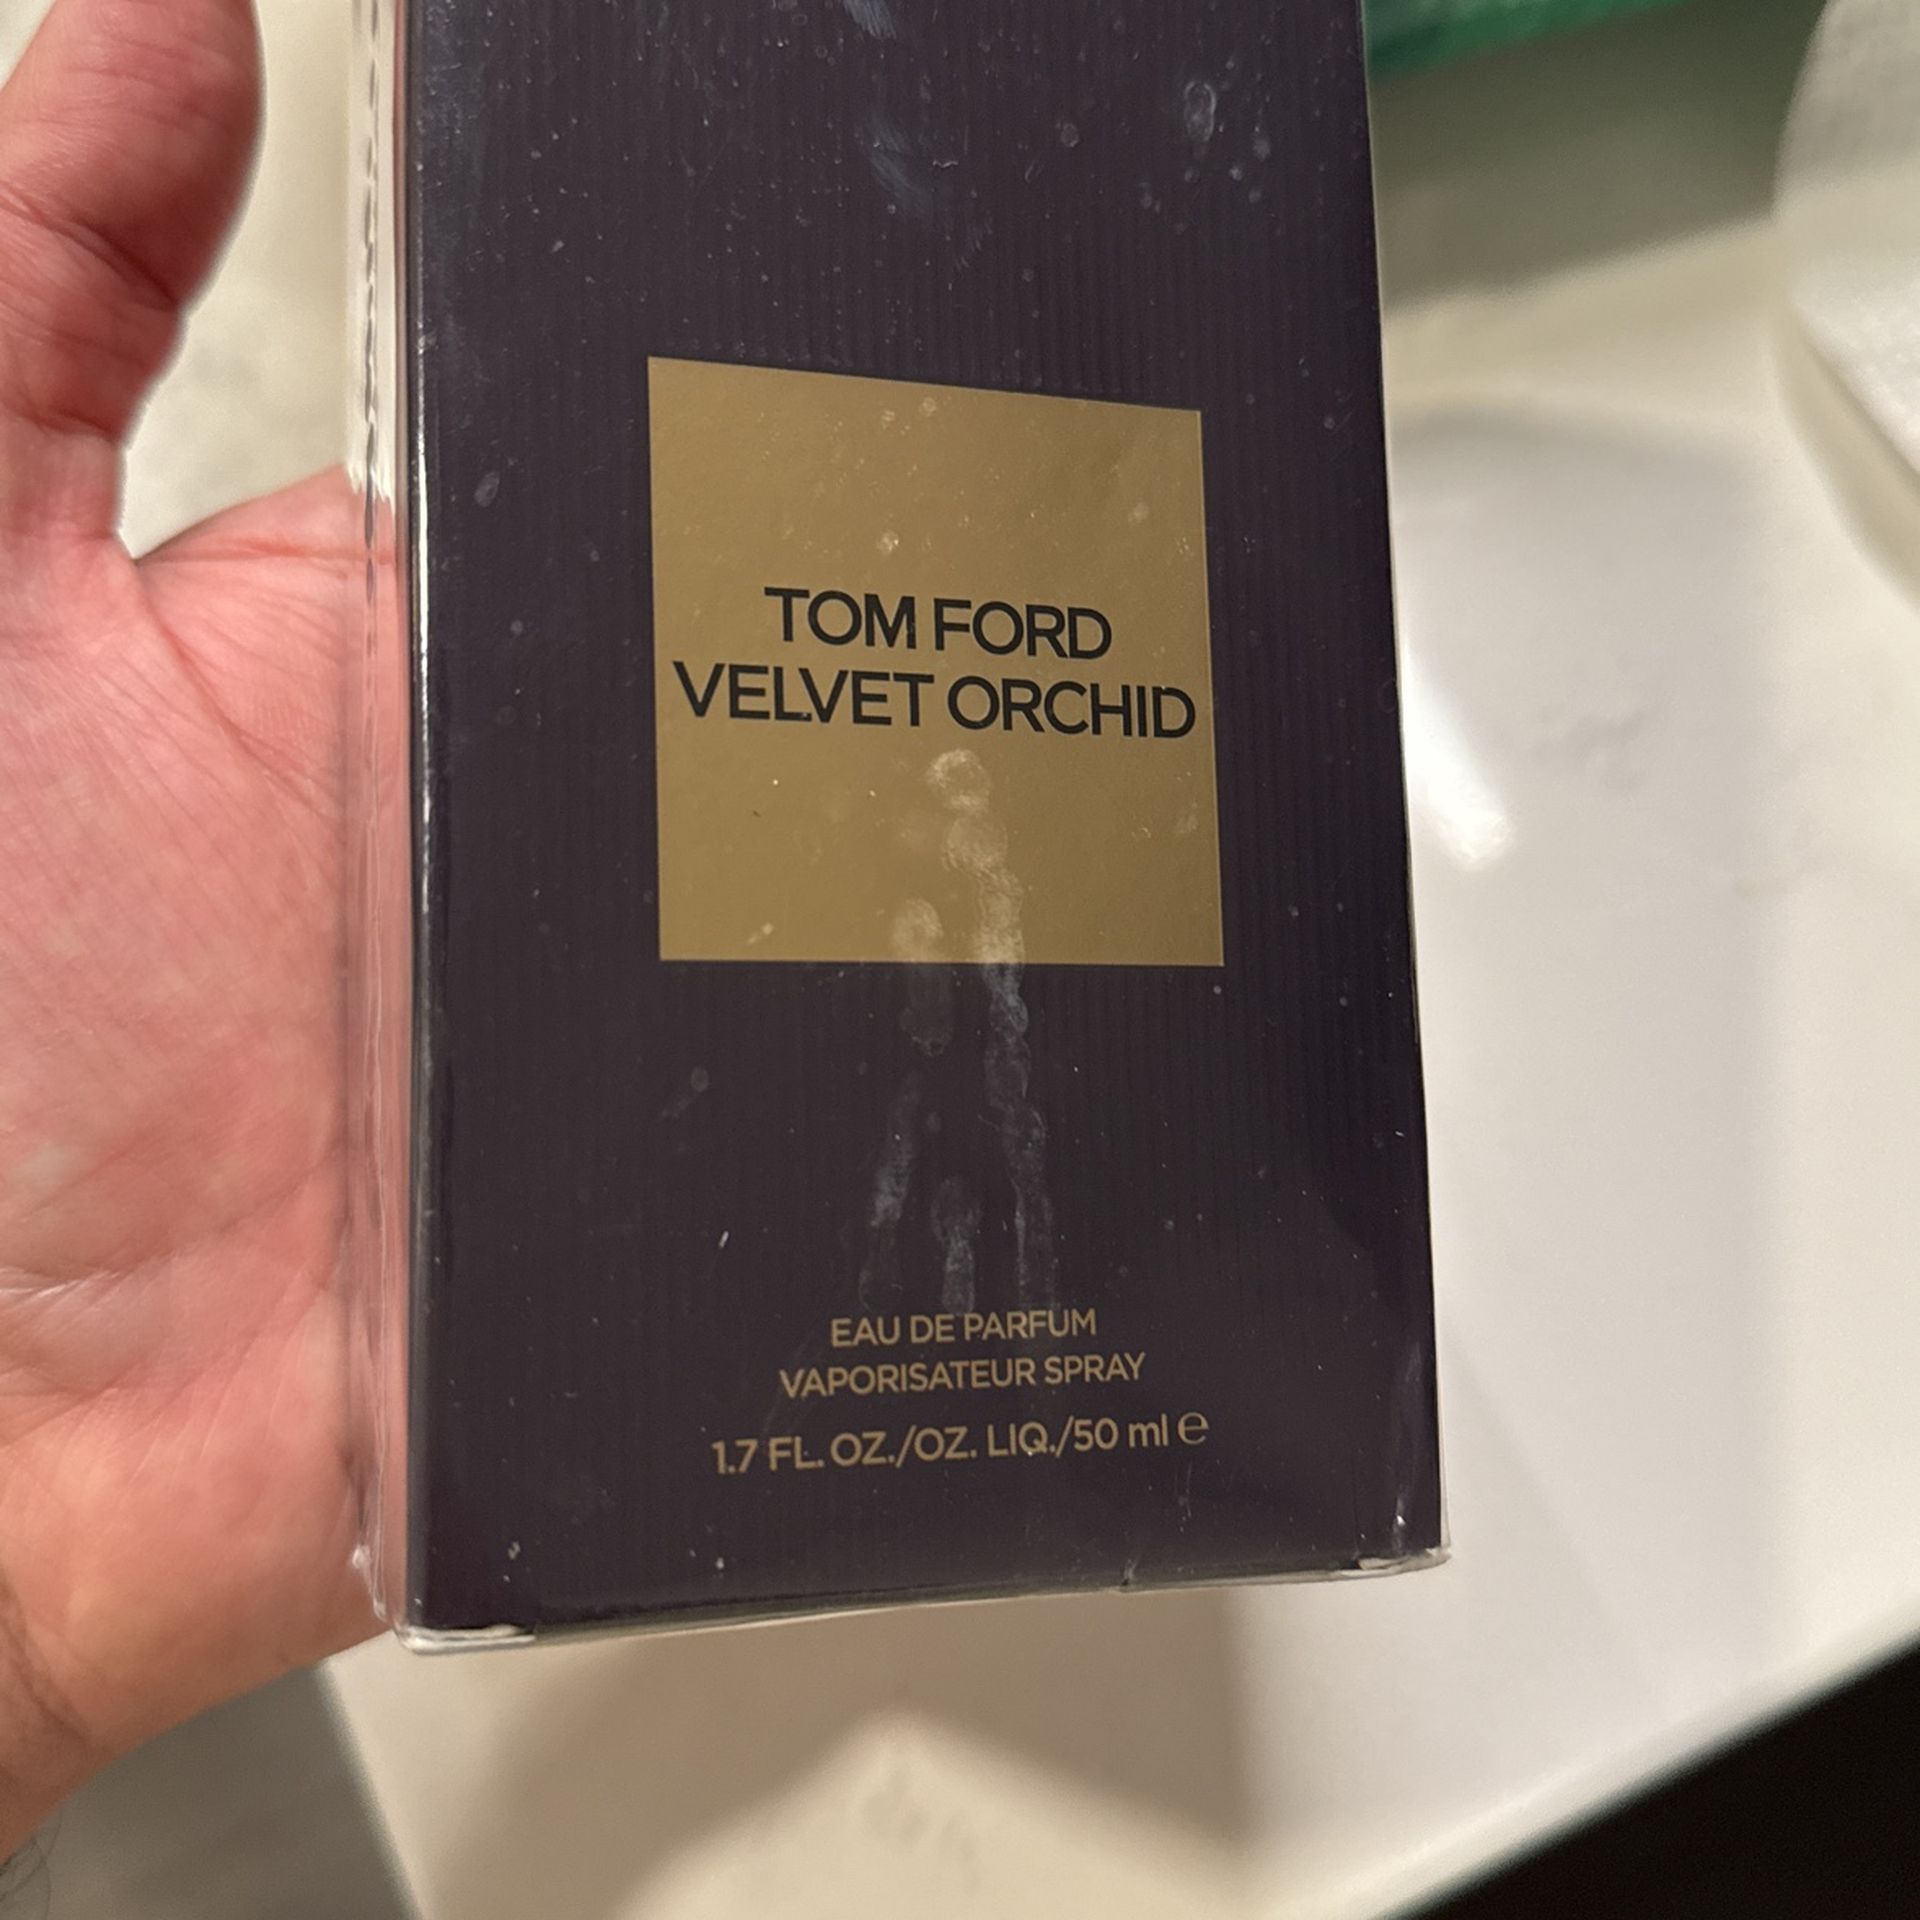 TOM FORD
VELVET ORCHID
EAU DE PARFUM
VAPORISATEUR SPRAY
1.7 FL. OZ./OZ. LIQ./50 ml ℮